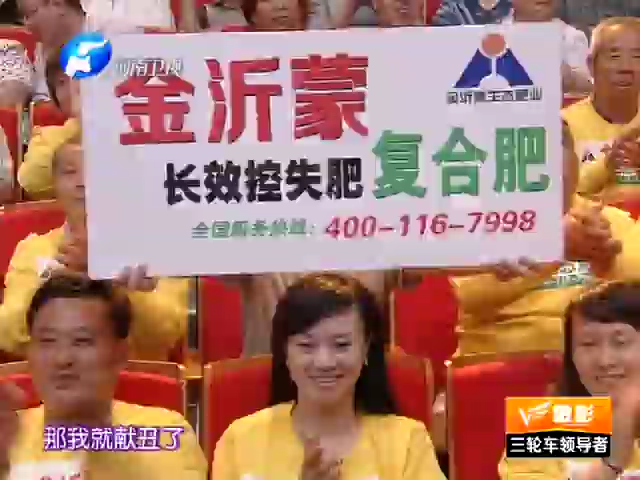 河南卫视
金沂蒙
长效控失肥 复合肥
全国服务热线：400-116-7998
那我就献丑了
三轮车领导者